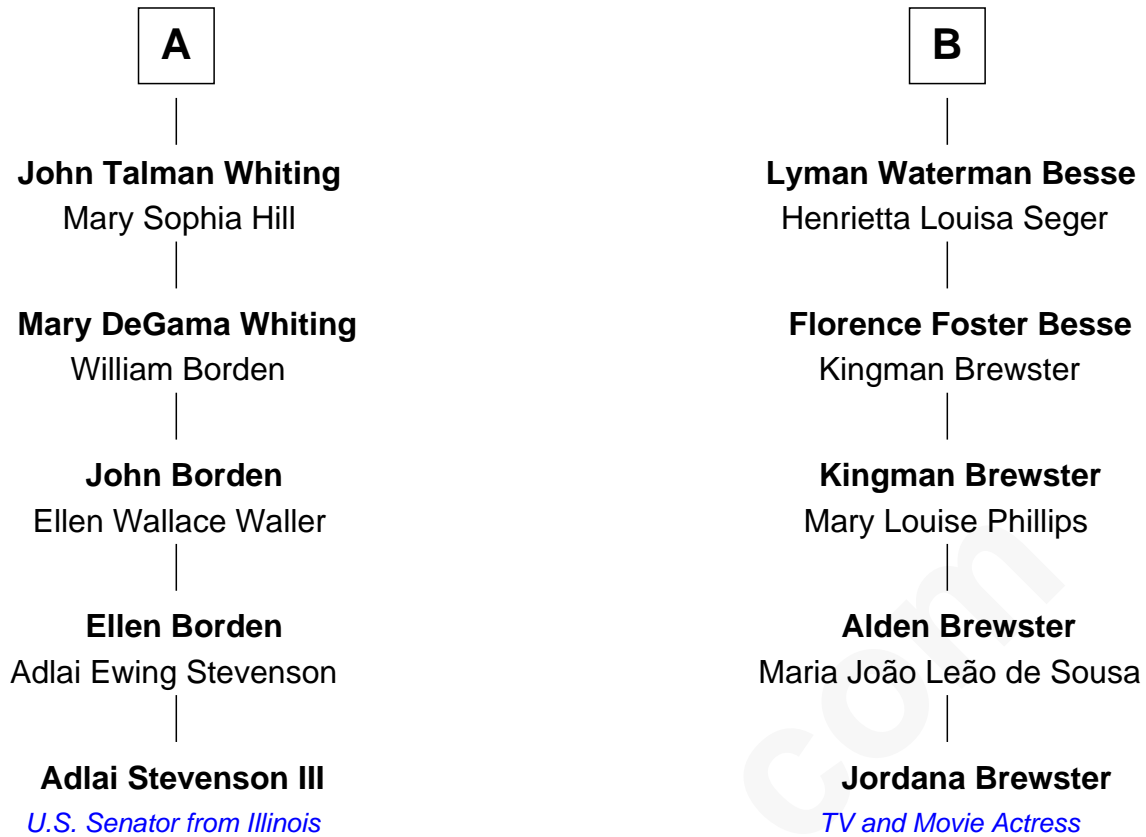 A
John Talman Whiting
Mary Sophia Hill
Mary DeGama Whiting
William Borden
John Borden
Ellen Wallace Waller
Ellen Borden
Adlai Ewing Stevenson
Adlai Stevenson III
U.S. Senator from Illinois
B
Lyman Waterman Besse
Henrietta Louisa Seger
Florence Foster Besse
Kingman Brewster
Kingman Brewster
Mary Louise Phillips
Alden Brewster
Maria João Leão de Sousa
Jordana Brewster
TV and Movie Actress
com